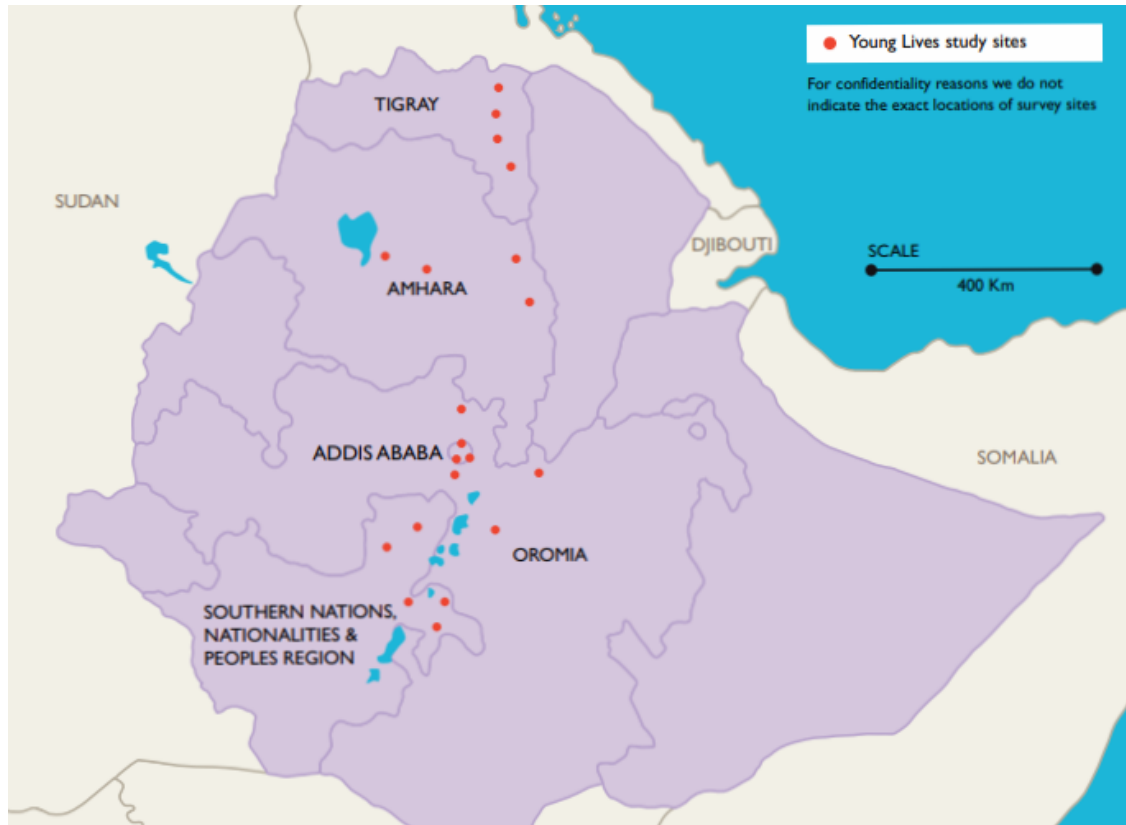 Young Lives study sites
For confidentiality reasons we do not
indicate the exact locations of survey sites
TIGRAY
SUDAN
DJIBOUTI
SCALE
400 Km
AMHARA
ADDIS ABABA
SOMALIA
OROMIA
SOUTHERN NATIONS,
NATIONALITIES &
PEOPLES REGION